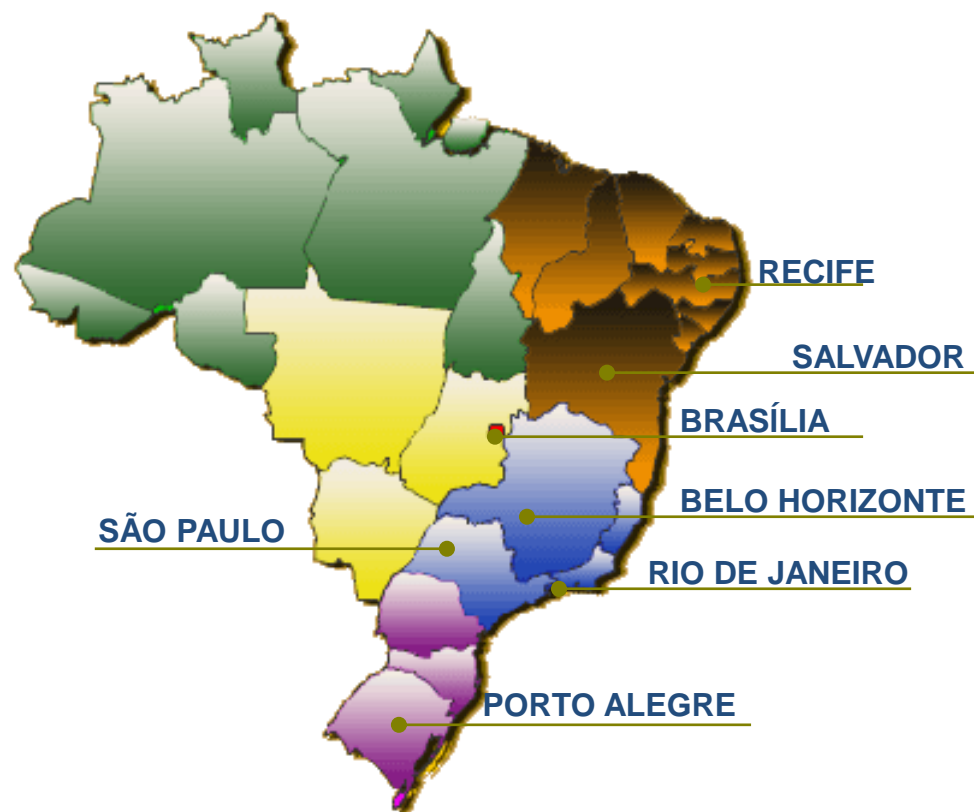 RECIFE
SALVADOR
BRASÍLIA
BELO HORIZONTE
SÃO PAULO
RIO DE JANEIRO
PORTO ALEGRE